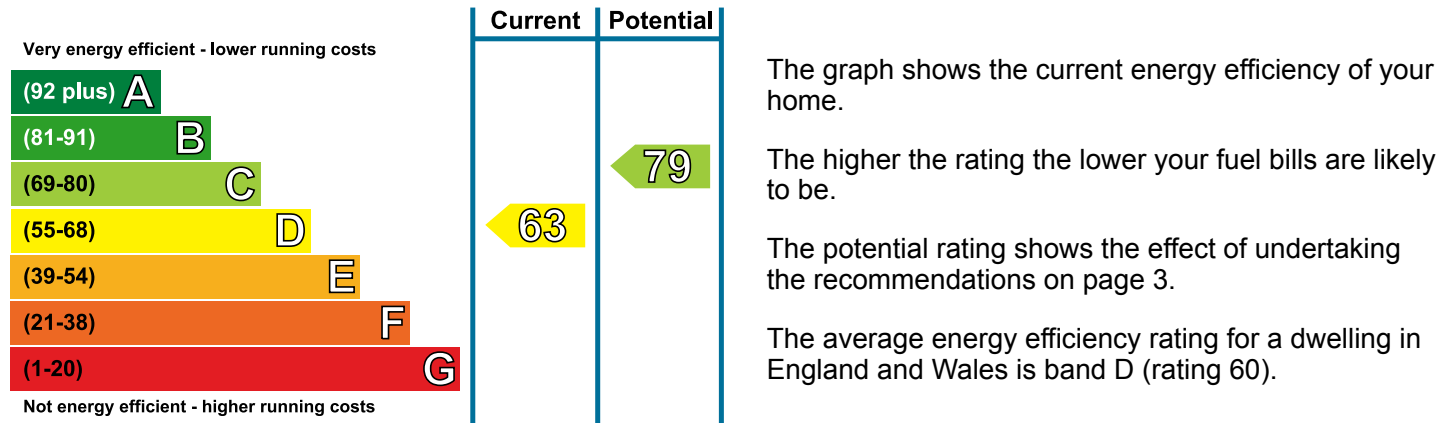 Current Potential
Very energy efficient - lower running costs
(92 plus) A
(81-91) B
(69-80) C
(55-68) D
(39-54) E
(21-38) F
(1-20) G
Not energy efficient - higher running costs
63
79
The graph shows the current energy efficiency of your
home.
The higher the rating the lower your fuel bills are likely
to be.
The potential rating shows the effect of undertaking
the recommendations on page 3.
The average energy efficiency rating for a dwelling in
England and Wales is band D (rating 60).